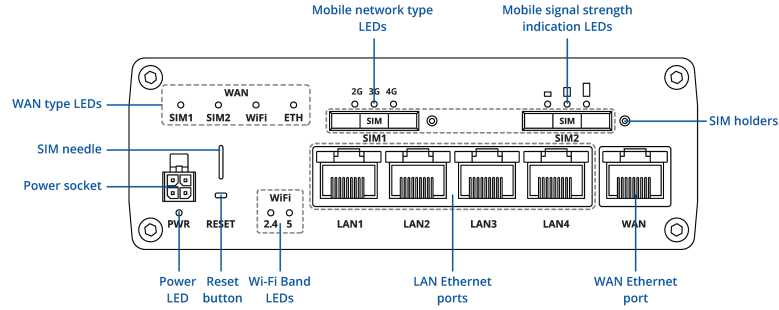 Mobile network type
LEDs
Mobile signal strength
indication LEDs
WAN
2G 3G 4G
WAN type LEDs
SIM1 SIM2 WiFi ETH
SIM
SIM
SIM holders
SIM1
SIM2
SIM needle
Power socket
WiFi
2.4 5
PWR
RESET
LAN1
LAN2
LAN3
LAN4
WAN
Power
LED
Reset
button
Wi-Fi Band
LEDs
LAN Ethernet
ports
WAN Ethernet
port